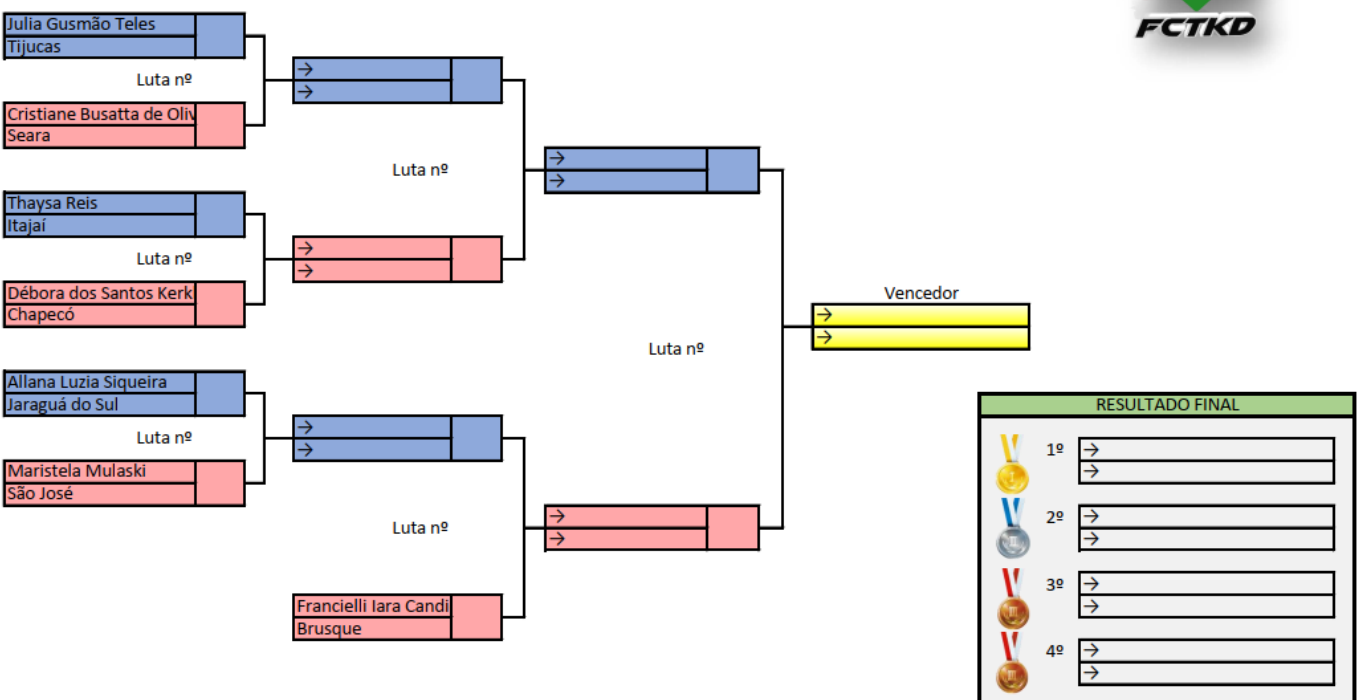 FCTKD
Julia Gusmão Teles
Tijucas
Luta nº
→
→
Cristiane Busatta de Oliv
Seara
Luta nº
→
→
Thaysa Reis
Itajaí
Luta nº
→
→
Débora dos Santos Kerk
Chapecó
Vencedor
→
→
Luta nº
Allana Luzia Siqueira
Jaraguá do Sul
Luta nº
→
→
Maristela Mulaski
São José
Luta nº
→
→
Francielli Iara Candi
Brusque
RESULTADO FINAL
1º →
→
2º →
→
3º →
→
4º →
→